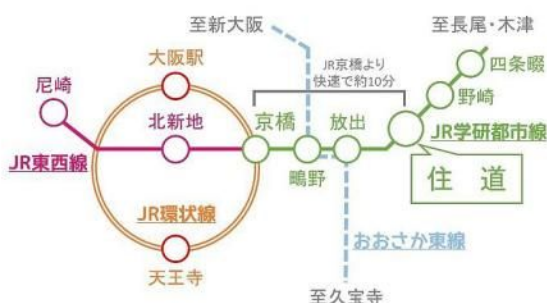 至新大阪
至長尾・木津
大阪駅
JR京橋より
快速で約10分
四条畷
尼崎
野崎
北新地
京橋
放出
JR学研都市線
JR東西線
鴫野
住道
JR環状線
おおさか東線
天王寺
至久宝寺